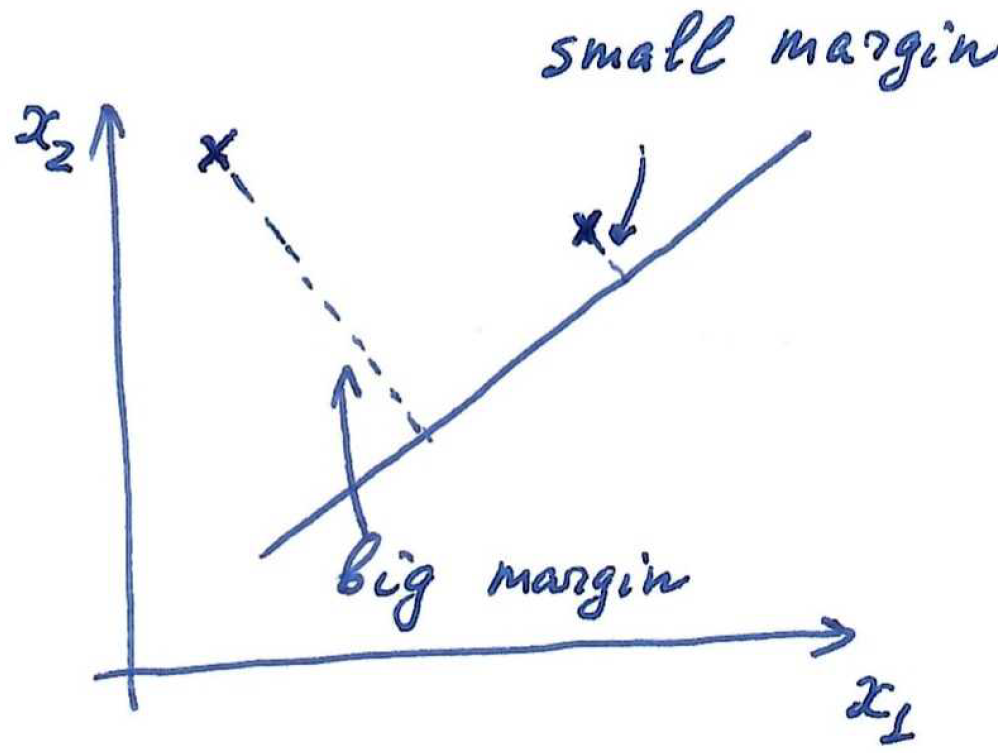 small margin
x₂
x
x
big margin
x₁